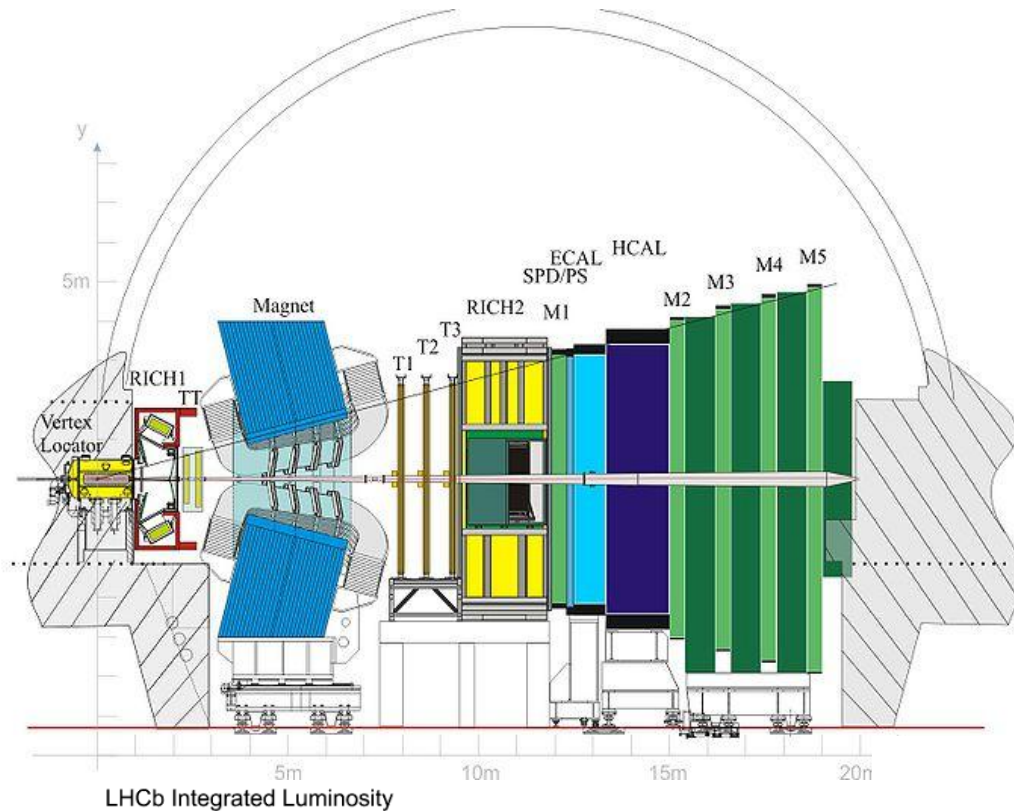 y
5m
HCAL
ECAL
SPD/PS
M5
M4
M3
M2
M1
RICH2
Magnet
T3
T2
T1
RICH1
TT
Vertex
Locator
5m
10m
15m
20m
LHCb Integrated Luminosity